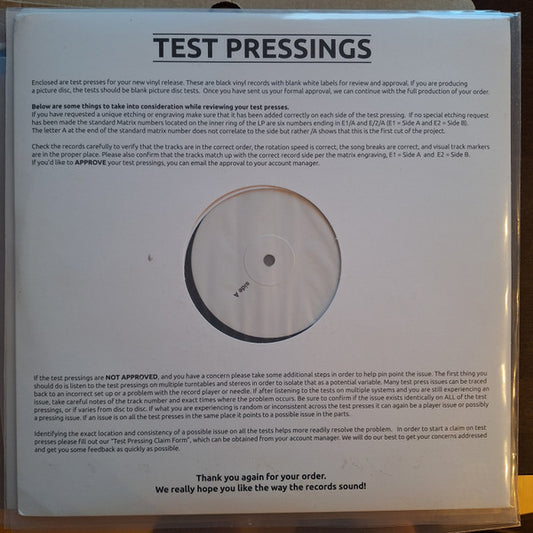 TEST PRESSINGS
Enclosed are test presses for your new vinyl release. These are black vinyl records with blank white labels for review and approval. If you are producing
a picture disc, the tests should be blank picture disc tests. Once you have sent us your formal approval, we can continue with the full production of your order.
Below are some things to take into consideration while reviewing your test presses.
If you have requested a unique etching or engraving make sure that it has been added correctly on each side of the test pressing. If no special etching request
has been made the standard Matrix numbers located on the inner ring of the LP are six numbers ending in E1/A and E/2/A (E1 = Side A and E2 = Side B).
The letter A at the end of the standard matrix number does not correlate to the side but rather /A shows that this is the first cut of the project.
Check the records carefully to verify that the tracks are in the correct order, the rotation speed is correct, the song breaks are correct, and visual track markers
are in the proper place. Please also confirm that the tracks match up with the correct record side per the matrix engraving, E1 = Side A and E2 = Side B.
If you'd like to APPROVE your test pressings, you can email the approval to your account manager.
side A
If the test pressings are NOT APPROVED, and you have a concern please take some additional steps in order to help pin point the issue. The first thing you
should do is listen to the test pressings on multiple turntables and stereos in order to isolate that as a potential variable. Many test press issues can be traced
back to an incorrect set up or a problem with the record player or needle. If after listening to the tests on multiple systems and you are still experiencing an
issue, take careful notes of the track number and exact times where the problem occurs. Be sure to confirm if the issue exists identically on ALL of the test
pressings, or if varies from disc to disc. If what you are experiencing is random or inconsistent across the test presses it can again be a player issue or possibly
a pressing issue. If an issue is on all the test presses in the same place it points to a possible issue in the parts.
Identifying the exact location and consistency of a possible issue on all the tests helps more readily resolve the problem. In order to start a claim on test
presses please fill out our "Test Pressing Claim Form", which can be obtained from your account manager. We will do our best to get your concerns addressed
and get you some feedback as quickly as possible.
Thank you again for your order.
We really hope you like the way the records sound!